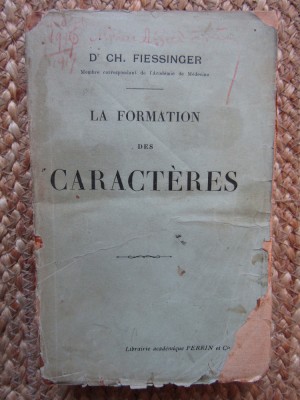 Dr CH. FIESSINGER
Membre correspondant de l'Académie de Médecine
LA FORMATION
DES
CARACTÈRES
Librairie académique PERRIN et Cie